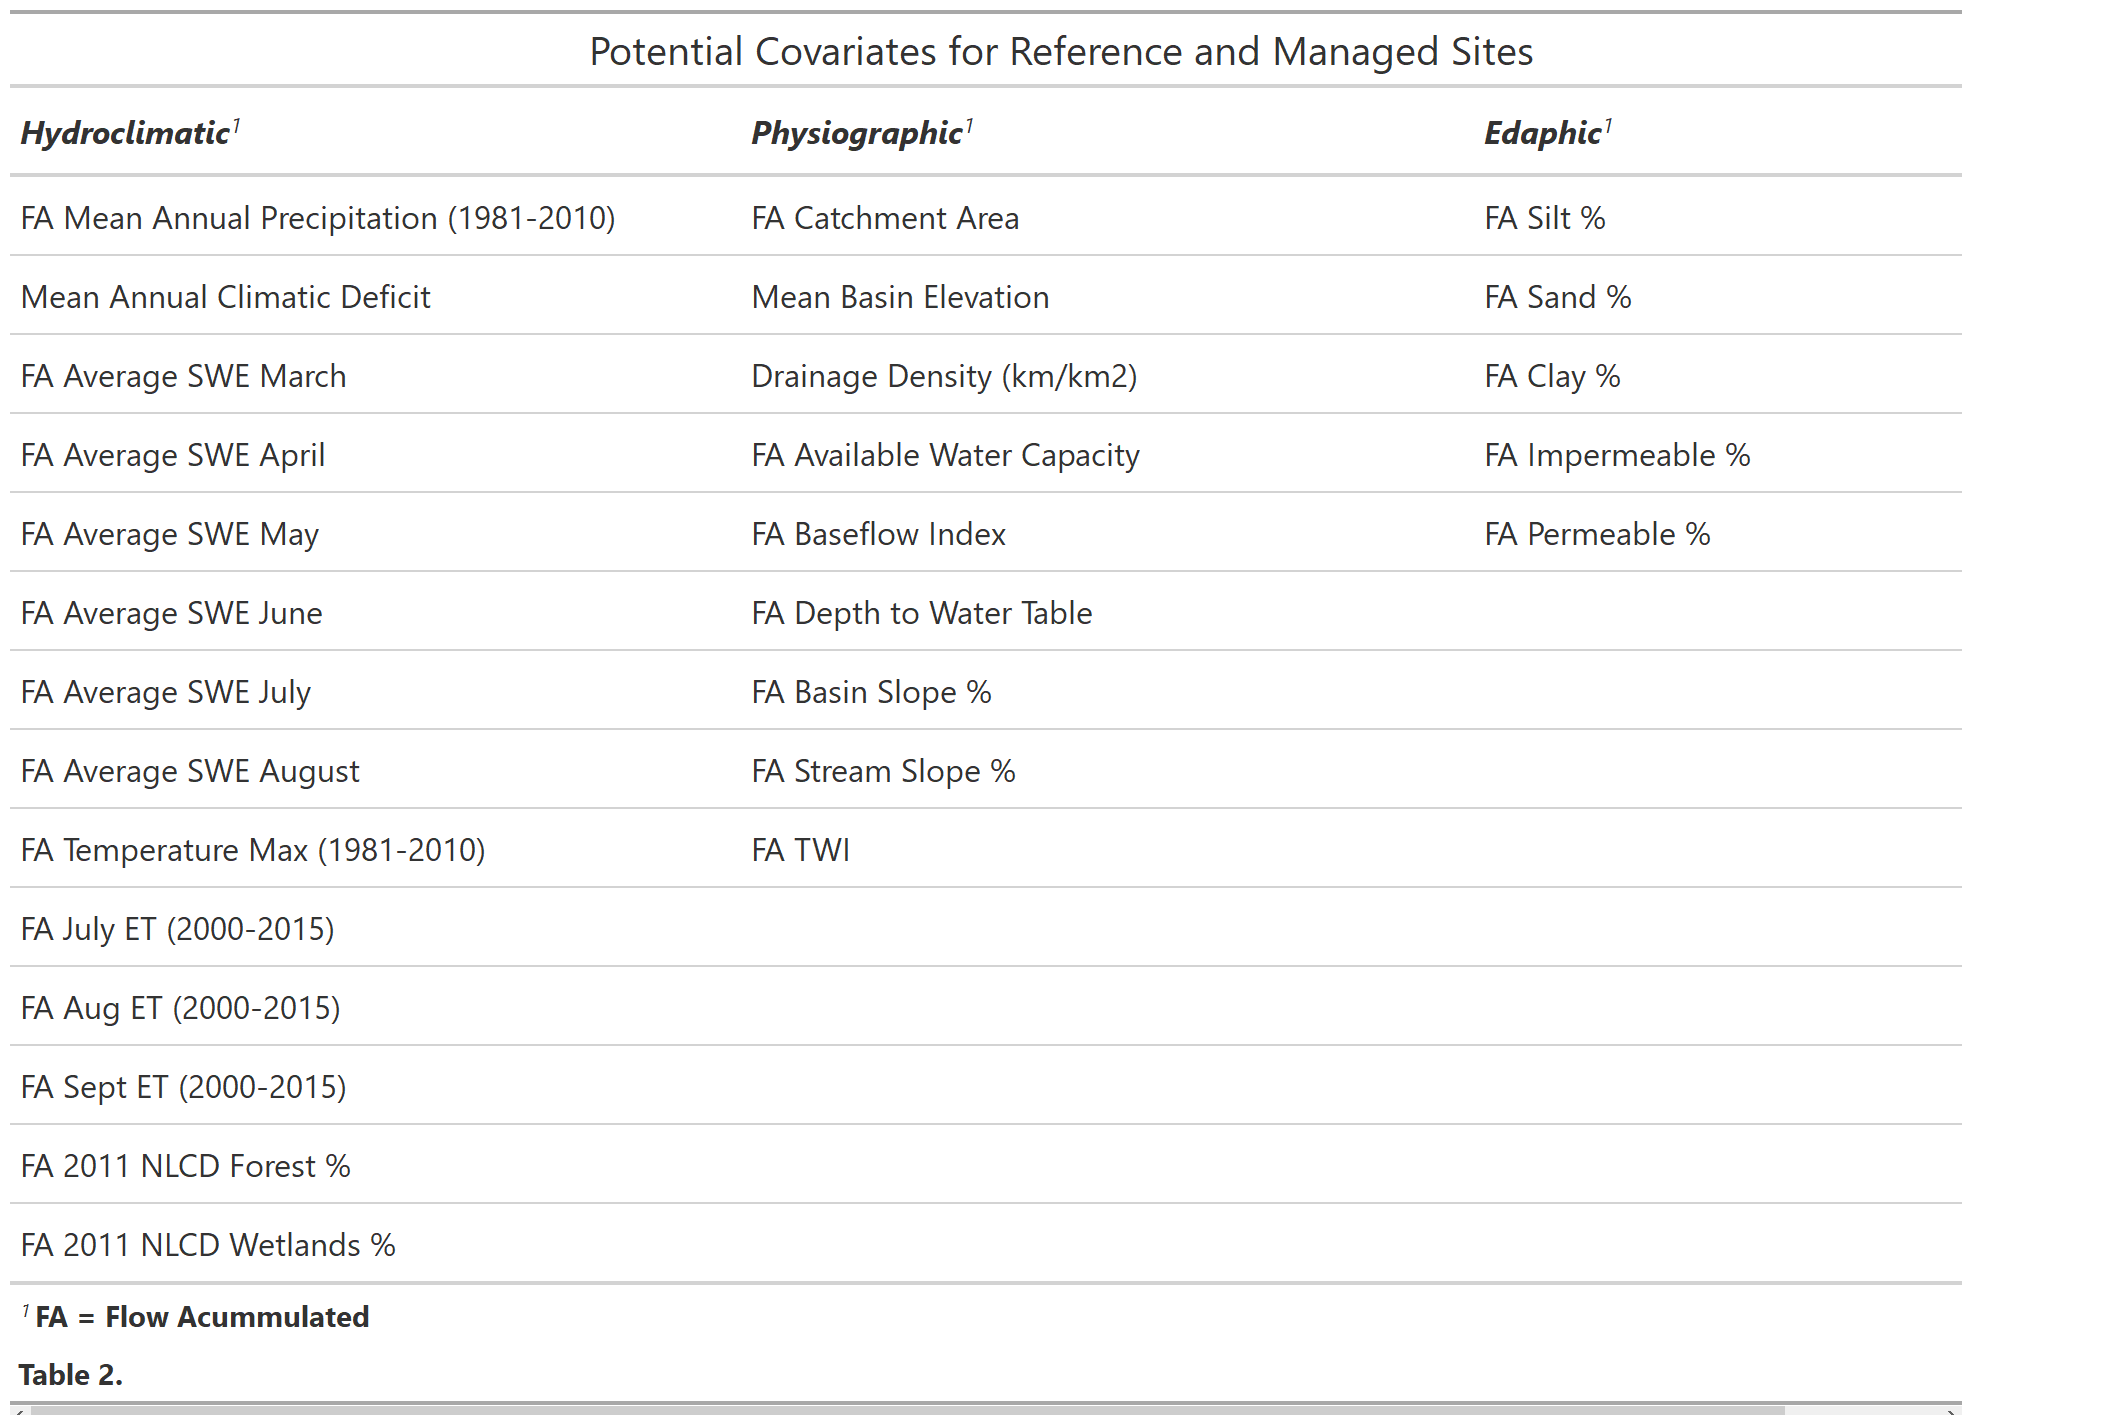 Potential Covariates for Reference and Managed Sites
Hydroclimatic1 Physiographic1 Edaphic1
FA Mean Annual Precipitation (1981-2010) FA Catchment Area FA Silt %
Mean Annual Climatic Deficit Mean Basin Elevation FA Sand %
FA Average SWE March Drainage Density (km/km2) FA Clay %
FA Average SWE April FA Available Water Capacity FA Impermeable %
FA Average SWE May FA Baseflow Index FA Permeable %
FA Average SWE June FA Depth to Water Table
FA Average SWE July FA Basin Slope %
FA Average SWE August FA Stream Slope %
FA Temperature Max (1981-2010) FA TWI
FA July ET (2000-2015)
FA Aug ET (2000-2015)
FA Sept ET (2000-2015)
FA 2011 NLCD Forest %
FA 2011 NLCD Wetlands %
1 FA = Flow Acummulated
Table 2.